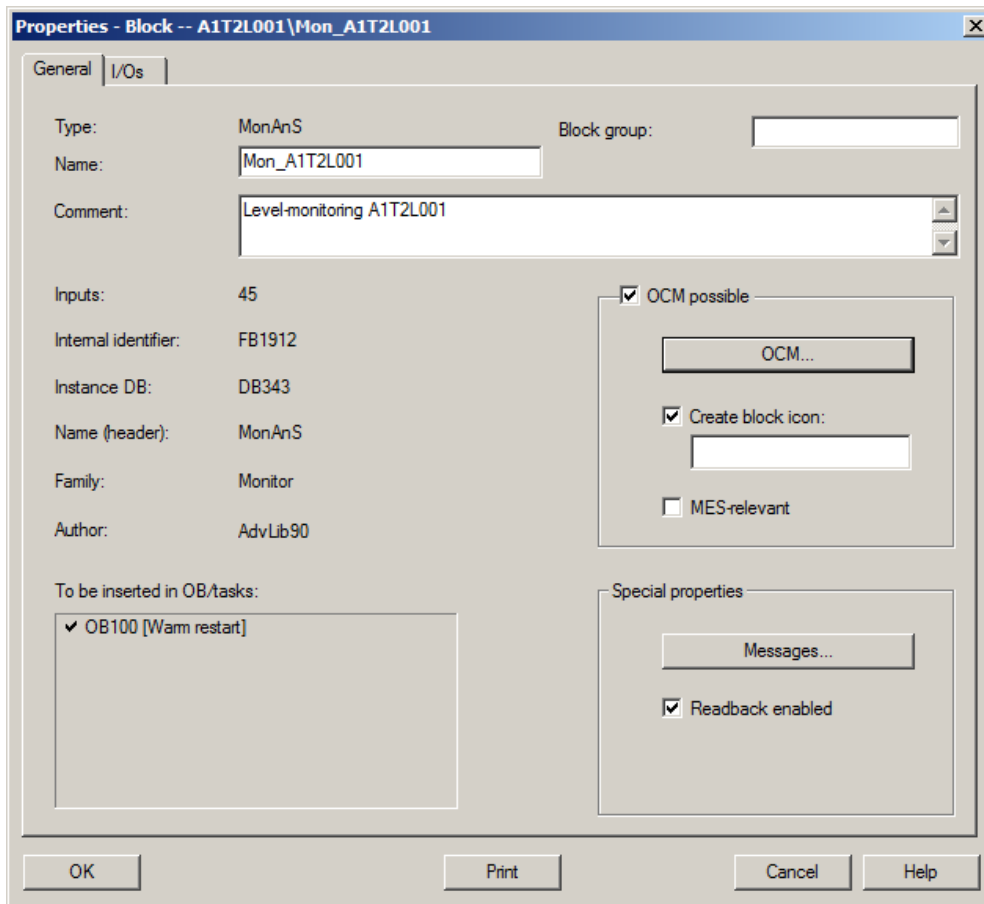 Properties - Block -- A1T2L001\Mon_A1T2L001
General
I/Os
Type:
MonAnS
Block group:
Name:
Mon_A1T2L001
Comment:
Level-monitoring A1T2L001
Inputs:
45
OCM possible
Internal identifier:
FB1912
OCM...
Instance DB:
DB343
Create block icon:
Name (header):
MonAnS
Family:
Monitor
MES-relevant
Author:
AdvLib90
To be inserted in OB/tasks:
OB100 [Warm restart]
Special properties
Messages...
Readback enabled
OK
Print
Cancel
Help